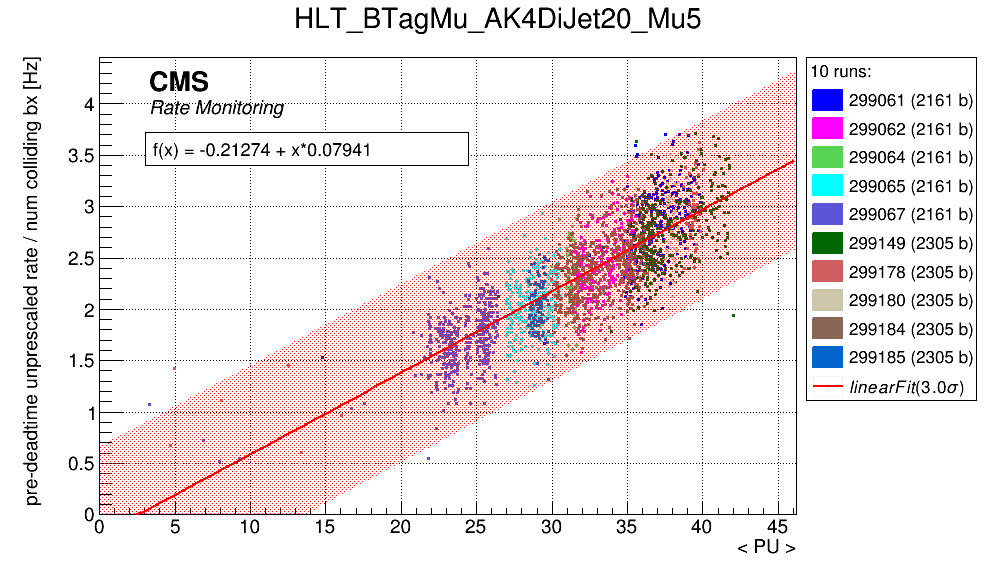 HLT_BTagMu_AK4DiJet20_Mu5
pre-deadtime unprescaled rate / num colliding bx [Hz]
CMS
Rate Monitoring
f(x) = -0.21274 + x*0.07941
4
3.5
3
2.5
2
1.5
1
0.5
0
0 5 10 15 20 25 30 35 40 45
< PU >
10 runs:
299061 (2161 b)
299062 (2161 b)
299064 (2161 b)
299065 (2161 b)
299067 (2161 b)
299149 (2305 b)
299178 (2305 b)
299180 (2305 b)
299184 (2305 b)
299185 (2305 b)
linearFit(3.0σ)